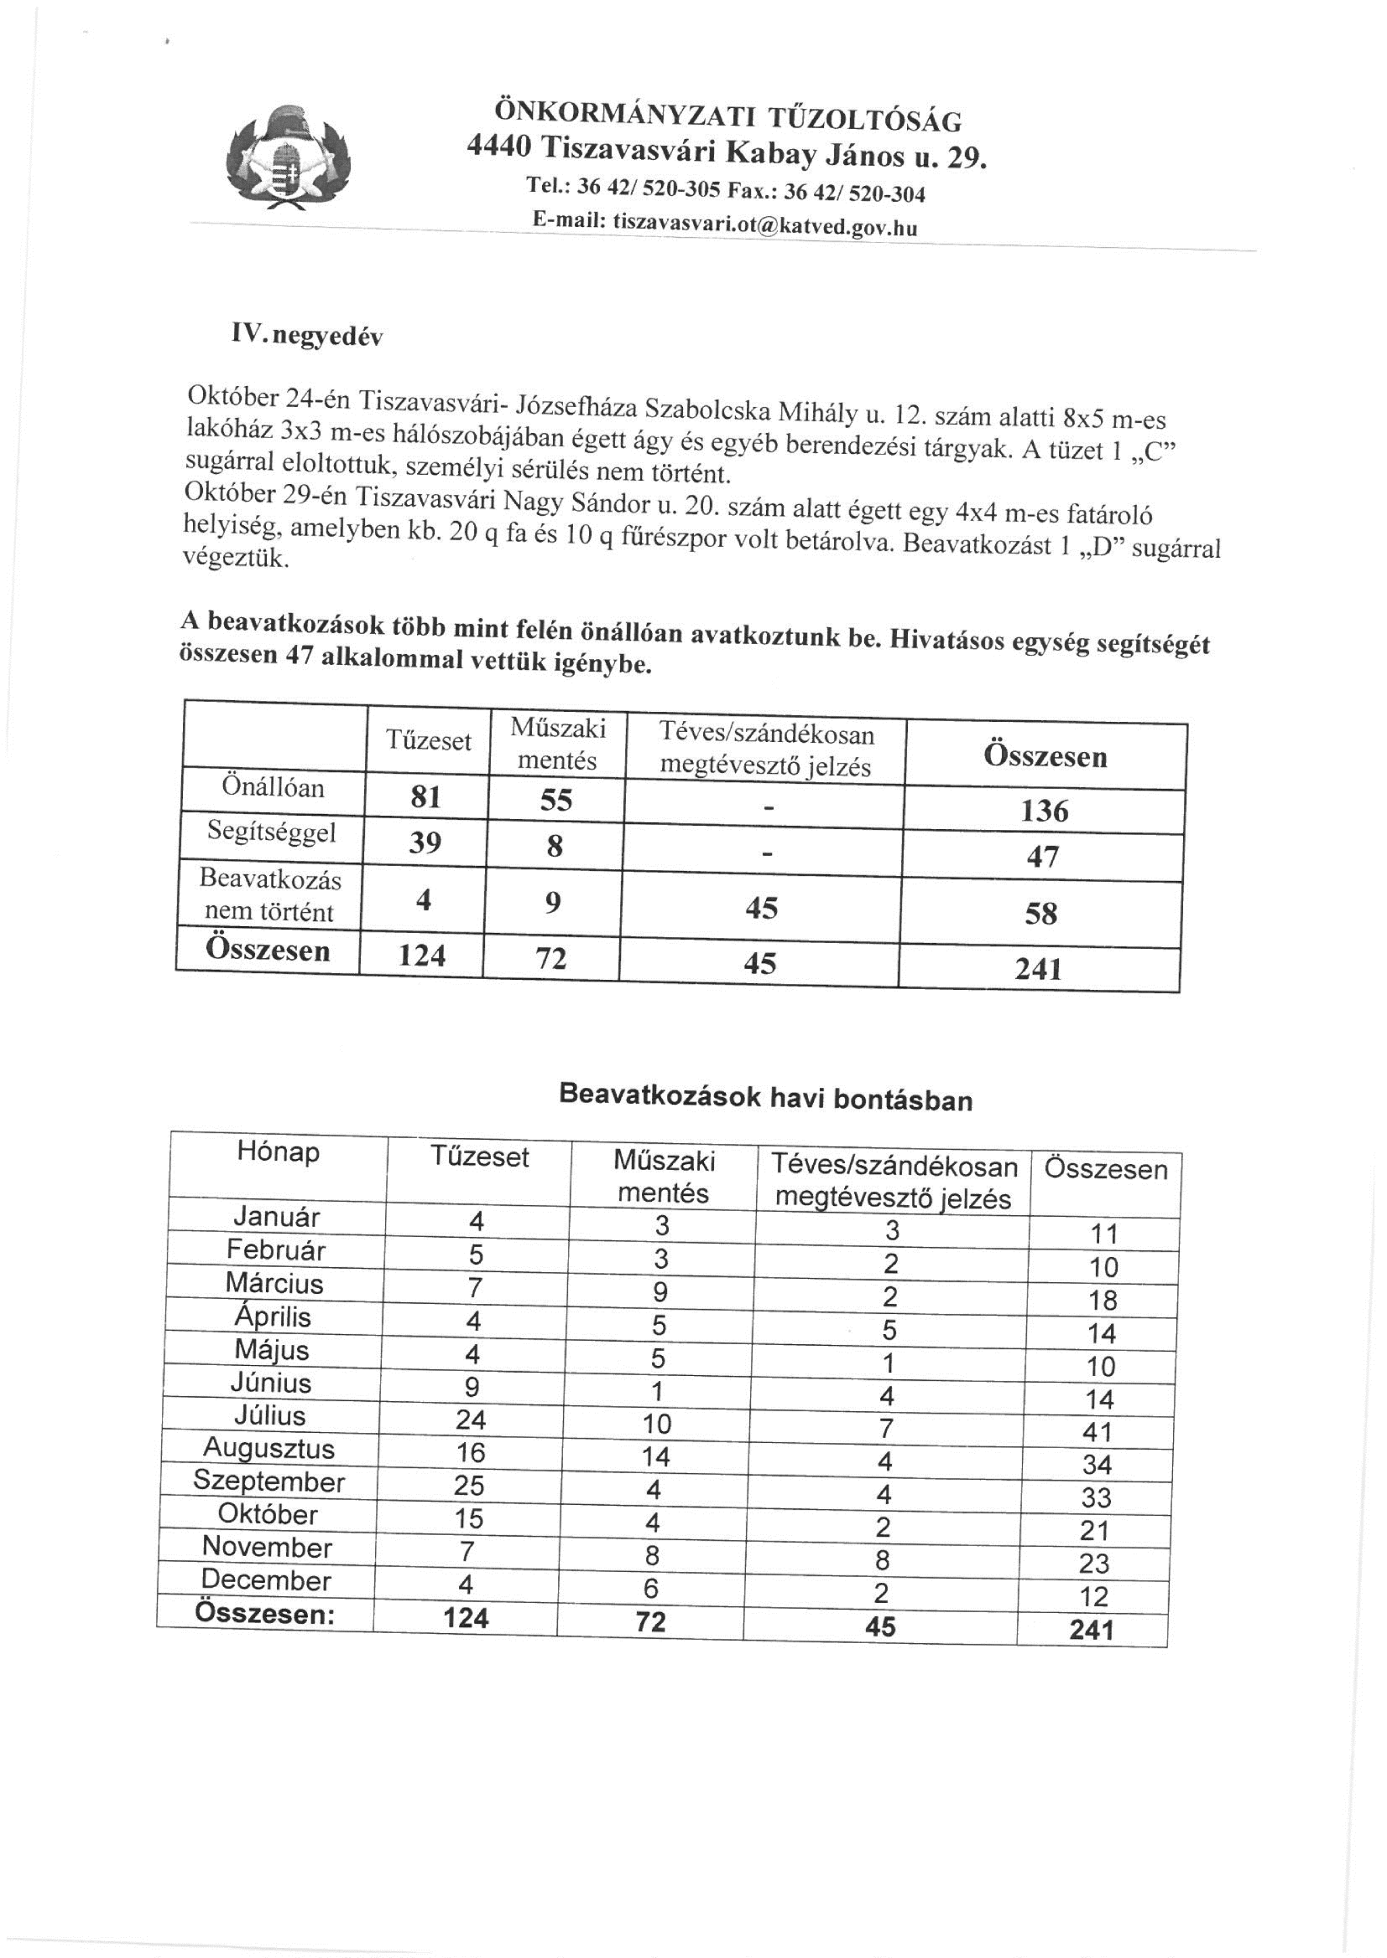 ÖNKORMÁNYZATI TŰZOLTÓSÁG
4440 Tiszavasvári Kabay János u. 29.
Tel.: 36 42/ 520-305 Fax.: 36 42/ 520-304
E-mail: tiszavasvari.ot@katved.gov.hu
IV. negyedév
Október 24-én Tiszavasvári- Józsefháza Szabolcska Mihály u. 12. szám alatti 8x5 m-es
lakóház 3x3 m-es hálószobájában égett ágy és egyéb berendezési tárgyak. A tüzet 1 „C”
sugárral eloltottuk, személyi sérülés nem történt.
Október 29-én Tiszavasvári Nagy Sándor u. 20. szám alatt égett egy 4x4 m-es fatároló
helyiség, amelyben kb. 20 q fa és 10 q fűrészpor volt betárolva. Beavatkozást 1 „D” sugárral
végeztük.
A beavatkozások több mint felén önállóan avatkoztunk be. Hivatásos egység segítségét
összesen 47 alkalommal vettük igénybe.
Tűzeset Műszaki mentés Téves/szándékosan megtévesztő jelzés Összesen
Önállóan 81 55 - 136
Segítséggel 39 8 - 47
Beavatkozás nem történt 4 9 45 58
Összesen 124 72 45 241
Beavatkozások havi bontásban
Hónap Tűzeset Műszaki mentés Téves/szándékosan megtévesztő jelzés Összesen
Január 4 3 3 11
Február 5 3 2 10
Március 7 9 2 18
Április 4 5 5 14
Május 4 5 1 10
Június 9 1 4 14
Július 24 10 7 41
Augusztus 16 14 4 34
Szeptember 25 4 4 33
Október 15 4 2 21
November 7 8 8 23
December 4 6 2 12
Összesen: 124 72 45 241